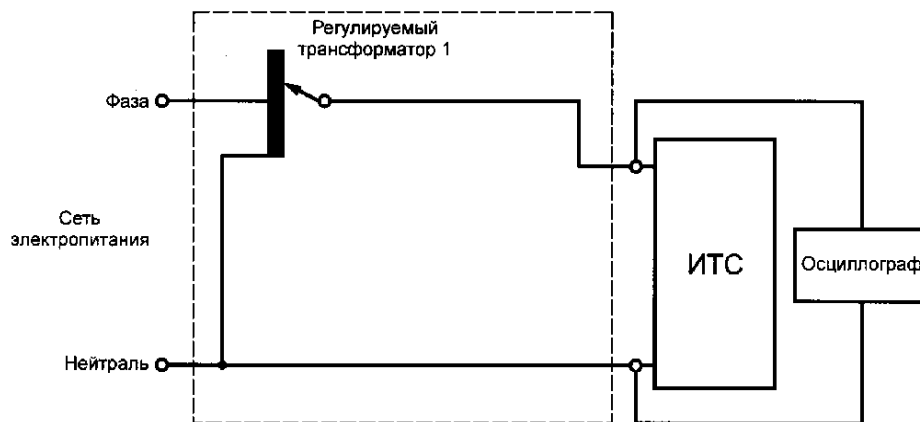 Регулируемый
трансформатор 1
Фаза
Сеть
электропитания
ИТС
Осциллограф
Нейтраль